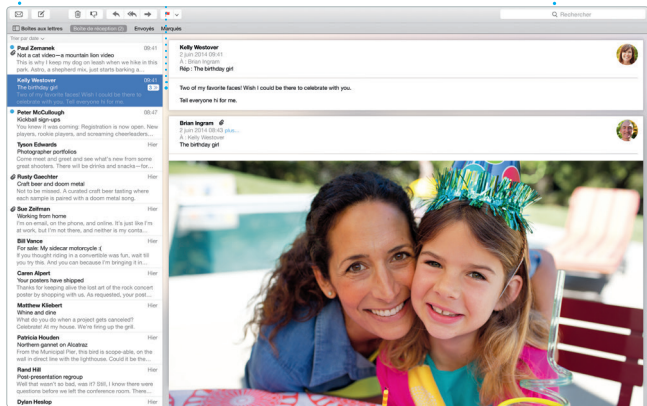 Rechercher
Boîtes aux lettres Boîte de réception (2) Envoyés Marqués
Trier par date
Paul Zemanek 09:41
Not a cat video—a mountain lion video
This is why I keep my dog on leash when we hike in this
park. Astro, a shepherd mix, just starts barking a...
Kelly Westover 09:41
The birthday girl
Two of my favorite faces! Wish I could be there to
celebrate with you. Tell everyone hi for me.
Peter McCullough 08:47
Kickball sign-ups
You knew it was coming: Registration is now open. New
players, rookie players, and screaming cheerleaders...
Tyson Edwards Hier
Photographer portfolios
Come meet and greet and see what's new from some
great shooters. There will be drinks and snacks—for...
Rusty Gaechter Hier
Craft beer and doom metal
Not to be missed. A curated craft beer tasting where
each sample is paired with a doom metal song.
Sue Zeifman Hier
Working from home
I'm on email, on the phone, and online. It's just like I'm
at work, but I'm not there, and neither is my conta...
Bill Vance Hier
For sale: My sidecar motorcycle :(
If you thought riding in a convertible was fun, wait till
you try this. And you can because I'm bringing it in...
Caren Alpert Hier
Your posters have shipped
Thanks for keeping alive the lost art of the rock concert
poster by shopping with us. As requested, your post...
Matthew Kliebert Hier
Whine and dine
What do you do when a project gets canceled?
Celebrate! At my house. We're firing up the grill.
Patricia Houden Hier
Northern gannet on Alcatraz
From the Municipal Pier, this bird is scope-able, on the
wall in direct line with the lighthouse. Could it be the...
Rand Hill Hier
Post-presentation regroup
Well that wasn't so bad, was it? Still, I know there were
questions before we left the conference room. There...
Dylan Heslop Hier
Kelly Westover
2 juin 2014 09:41
À : Brian Ingram
Rép : The birthday girl
Two of my favorite faces! Wish I could be there to celebrate with you.
Tell everyone hi for me.
Brian Ingram
2 juin 2014 08:43 plus...
À : Kelly Westover
The birthday girl